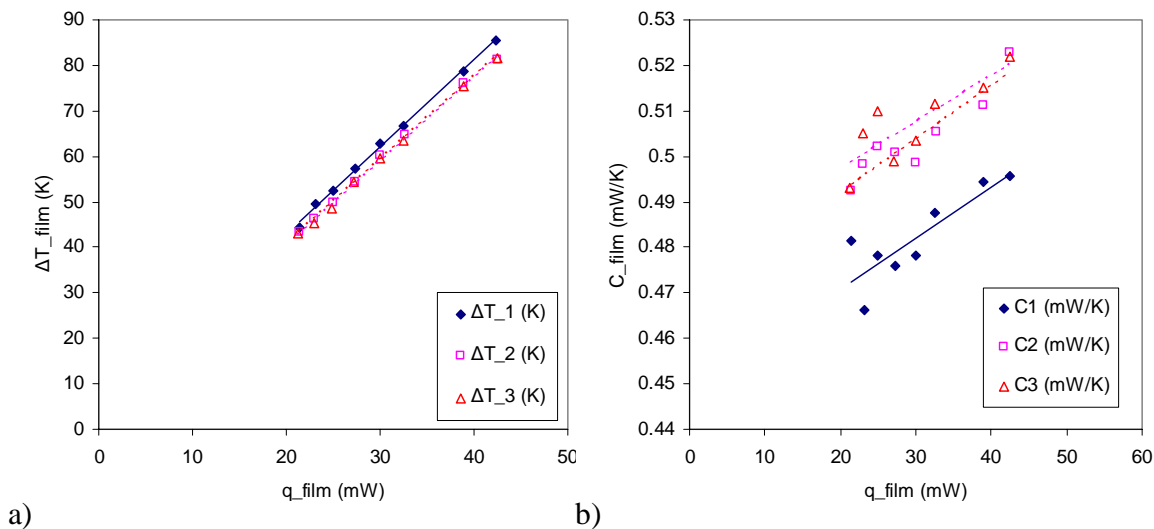 90
80
70
60
50
40
30
20
10
0
ΔT_film (K)
0 10 20 30 40 50
q_film (mW)
ΔT_1 (K)
ΔT_2 (K)
ΔT_3 (K)
a)
0.53
0.52
0.51
0.5
0.49
0.48
0.47
0.46
0.45
0.44
C_film (mW/K)
0 10 20 30 40 50 60
q_film (mW)
C1 (mW/K)
C2 (mW/K)
C3 (mW/K)
b)